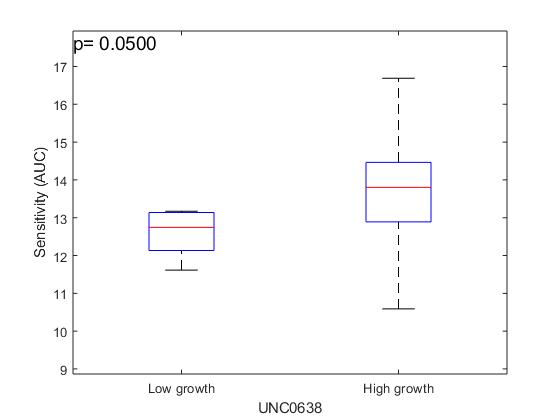 p= 0.0500
17
16
15
14
13
12
11
10
9
Sensitivity (AUC)
Low growth
High growth
UNC0638